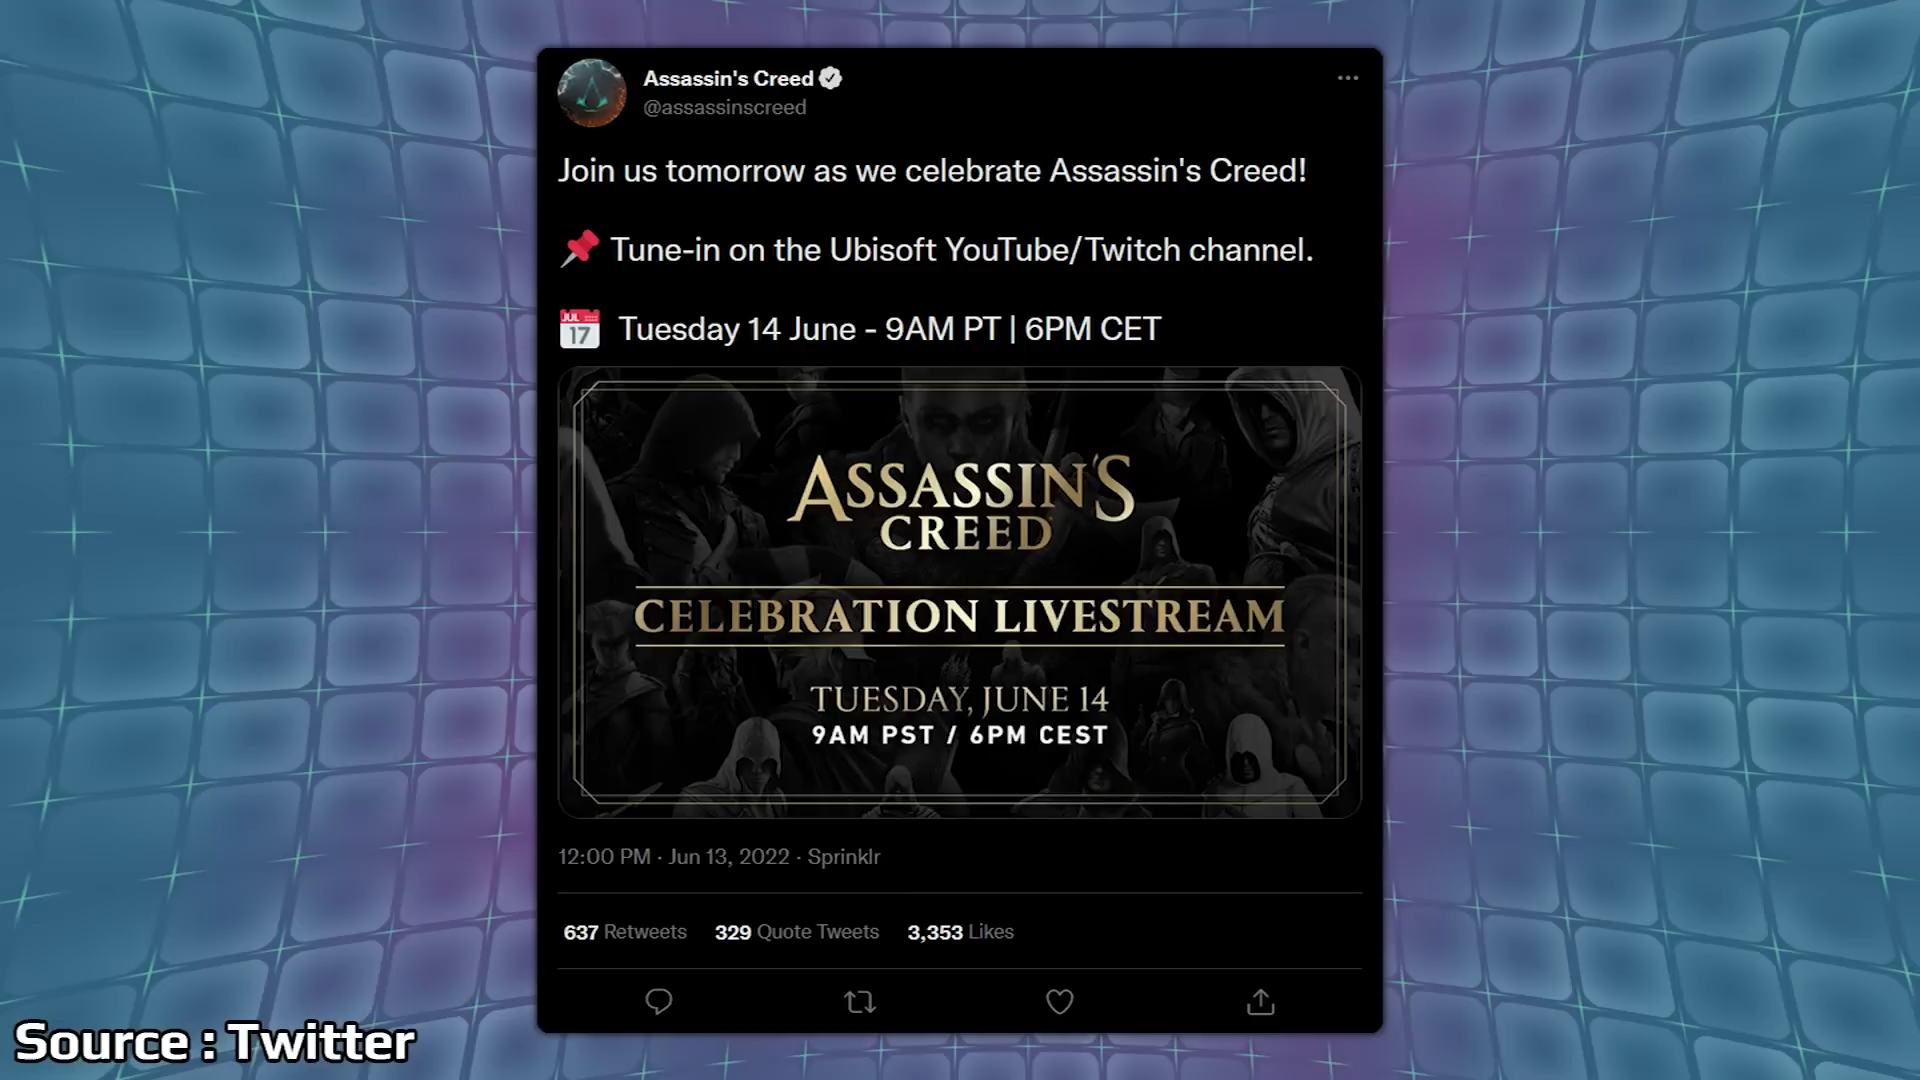 Assassin's Creed
@assassinscreed
Join us tomorrow as we celebrate Assassin's Creed!
Tune-in on the Ubisoft YouTube/Twitch channel.
JUL
17
Tuesday 14 June - 9AM PT | 6PM CET
ASSASSIN'S
CREED
CELEBRATION LIVESTREAM
TUESDAY, JUNE 14
9AM PST / 6PM CEST
12:00 PM · Jun 13, 2022 · Sprinklr
637 Retweets 329 Quote Tweets 3,353 Likes
Source : Twitter